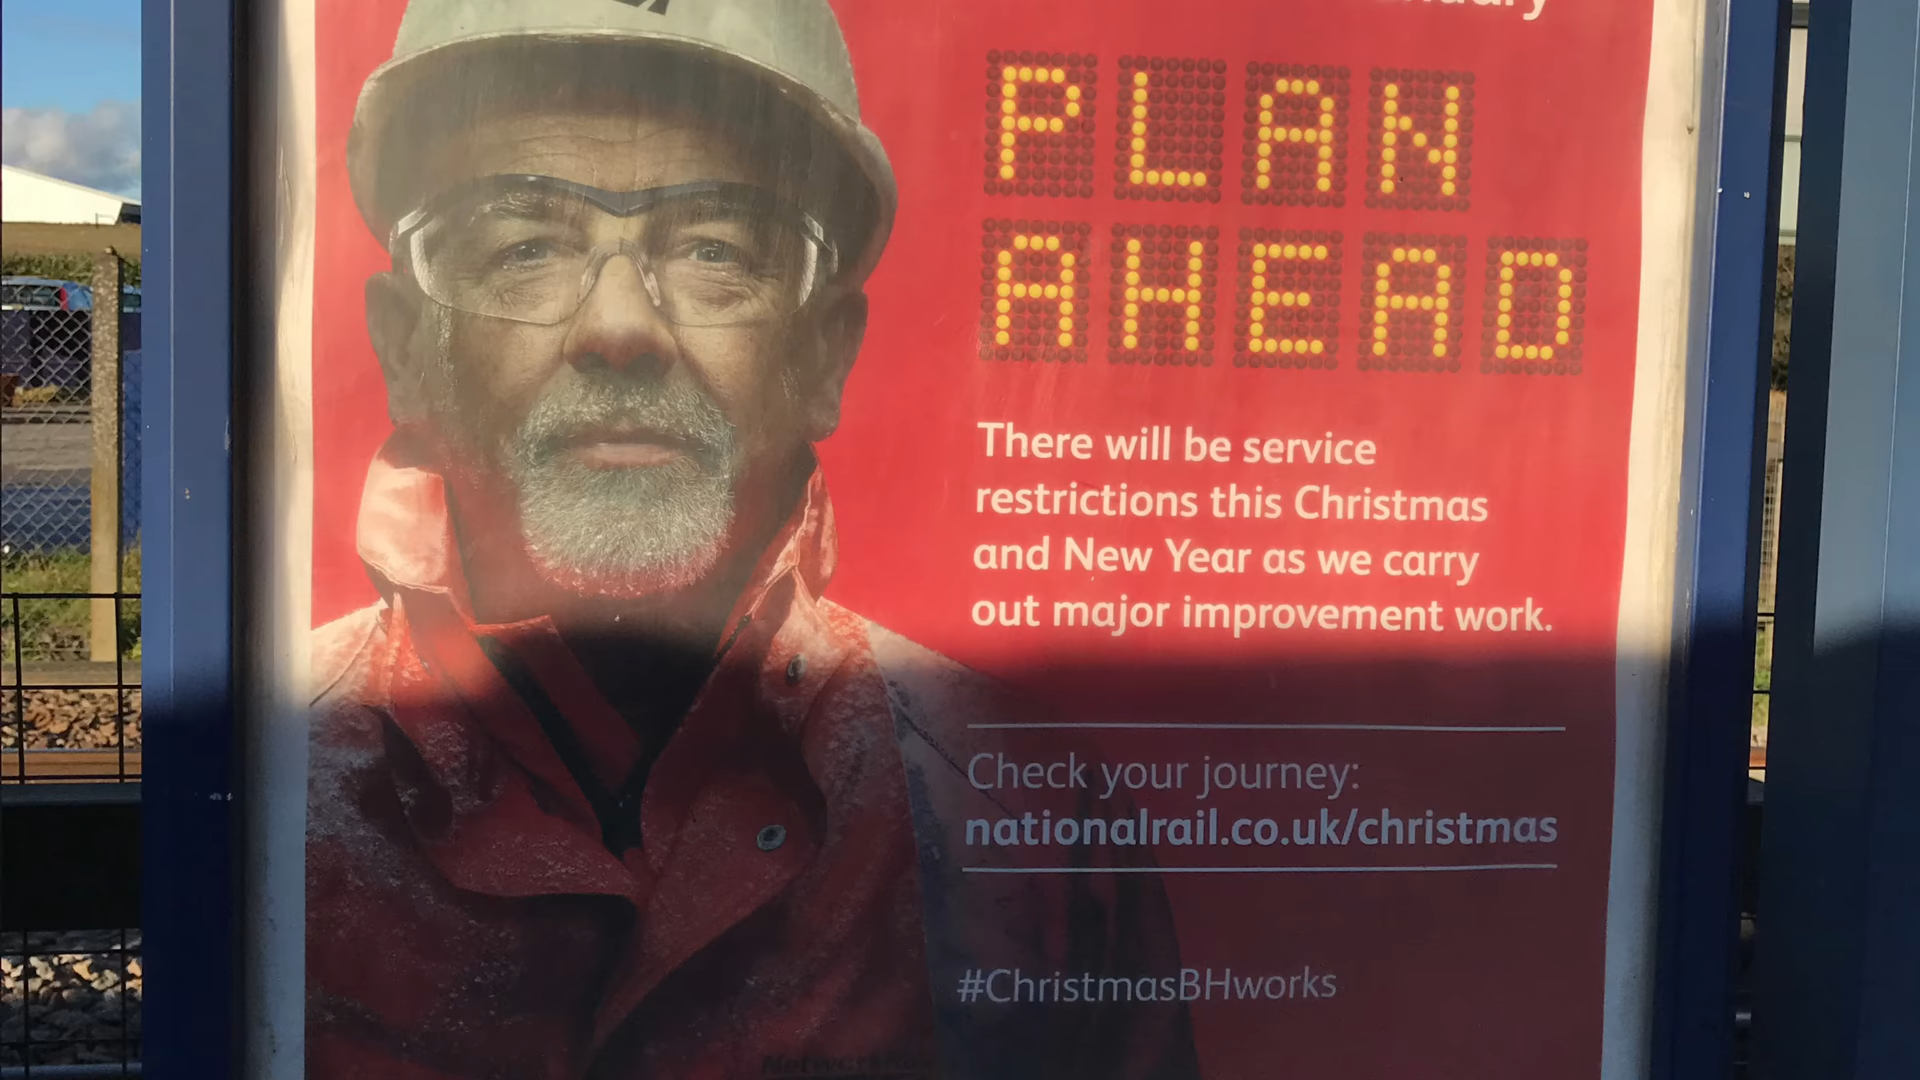 PLAN
AHEAD
There will be service
restrictions this Christmas
and New Year as we carry
out major improvement work.
Check your journey:
nationalrail.co.uk/christmas
#ChristmasBHworks